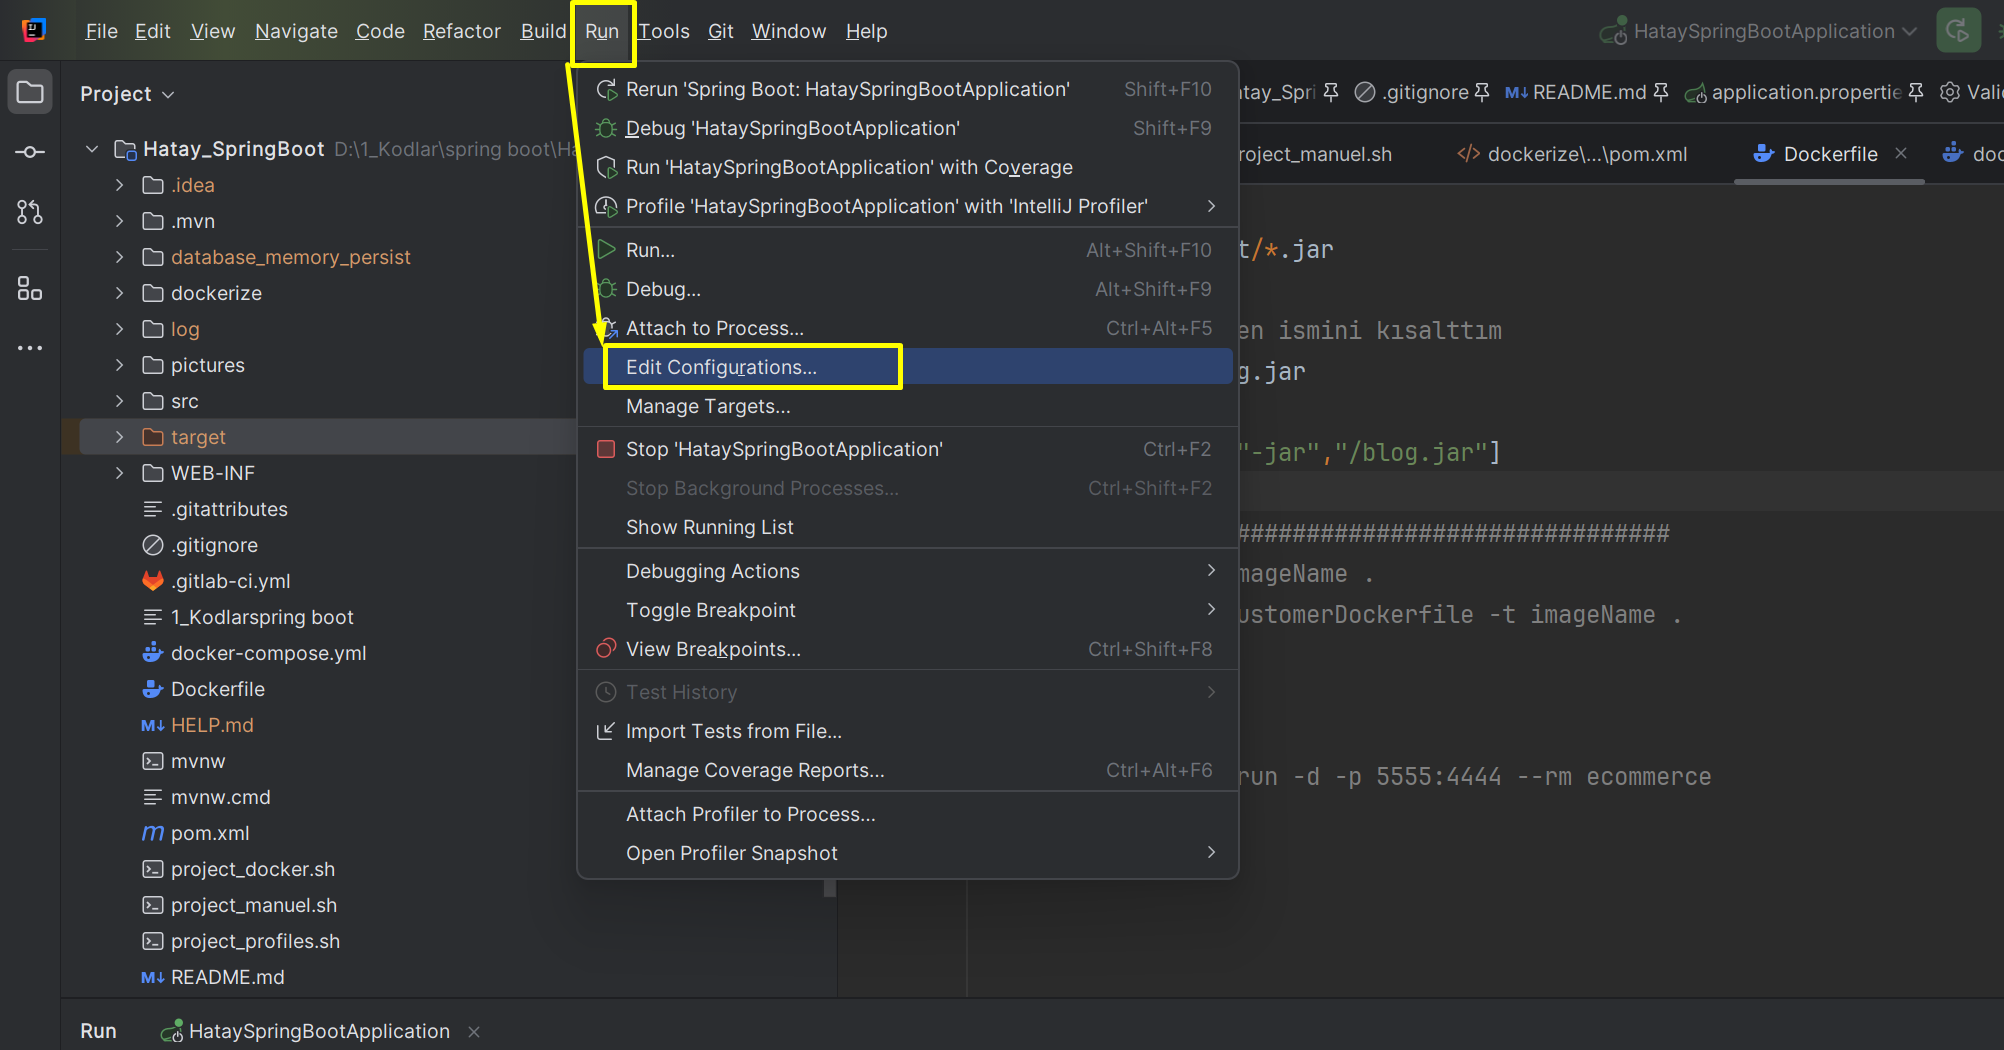 File Edit View Navigate Code Refactor Build Run Tools Git Window Help
HataySpringBootApplication
Project
Hatay_SpringBoot D:\1_Kodlar\spring boot\Ha
.idea
.mvn
database_memory_persist
dockerize
log
pictures
src
target
WEB-INF
.gitattributes
.gitignore
.gitlab-ci.yml
1_Kodlarspring boot
docker-compose.yml
Dockerfile
M↓ HELP.md
mvnw
mvnw.cmd
m pom.xml
project_docker.sh
project_manuel.sh
project_profiles.sh
M↓ README.md
Rerun 'Spring Boot: HataySpringBootApplication' Shift+F10
Debug 'HataySpringBootApplication' Shift+F9
Run 'HataySpringBootApplication' with Coverage
Profile 'HataySpringBootApplication' with 'IntelliJ Profiler'
Run... Alt+Shift+F10
Debug... Alt+Shift+F9
Attach to Process... Ctrl+Alt+F5
Edit Configurations...
Manage Targets...
Stop 'HataySpringBootApplication' Ctrl+F2
Stop Background Processes... Ctrl+Shift+F2
Show Running List
Debugging Actions
Toggle Breakpoint
View Breakpoints... Ctrl+Shift+F8
Test History
Import Tests from File...
Manage Coverage Reports... Ctrl+Alt+F6
Attach Profiler to Process...
Open Profiler Snapshot
tay_Spri .gitignore M↓ README.md application.propertie Valid
roject_manuel.sh </> dockerize\...\pom.xml Dockerfile doc
t/*.jar
en ismini kısalttım
g.jar
"-jar","/blog.jar"]
################################
mageName .
ustomerDockerfile -t imageName .
run -d -p 5555:4444 --rm ecommerce
Run HataySpringBootApplication